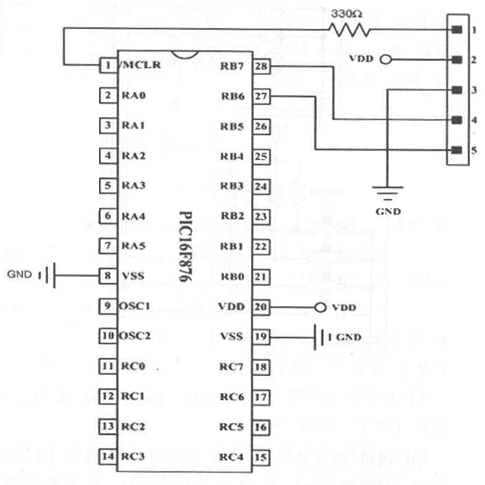 330Ω
1
VDD
2
3
4
5
GND
1 /MCLR
RB7 28
2 RA0
RB6 27
3 RA1
RB5 26
4 RA2
RB4 25
5 RA3
RB3 24
6 RA4
RB2 23
7 RA5
RB1 22
GND
8 VSS
RB0 21
9 OSC1
VDD 20
VDD
10 OSC2
VSS 19
GND
11 RC0
RC7 18
12 RC1
RC6 17
13 RC2
RC5 16
14 RC3
RC4 15
PIC16F876